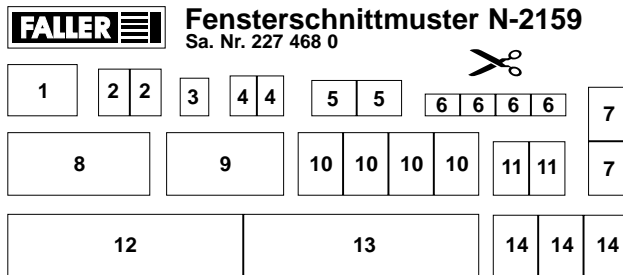 FALLER Fensterschnittmuster N-2159
Sa. Nr. 227 468 0
1 2 2 3 4 4 5 5 6 6 6 6 7
8 9 10 10 10 10 11 11 7
12 13 14 14 14